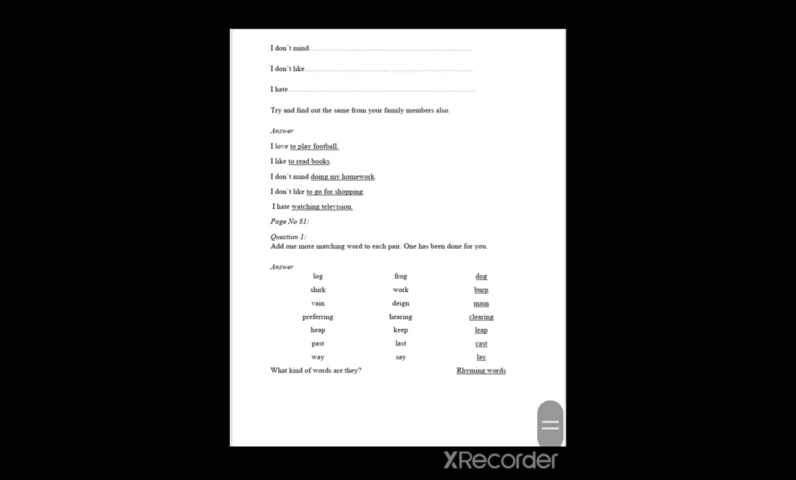 I don't mind..............................................................
I don't like................................................................
I hate.......................................................................
Try and find out the same from your family members also.
Answer
I love to play football.
I like to read books.
I don't mind doing my homework.
I don't like to go for shopping.
I hate watching television.
Page No 81:
Question 1:
Add one more matching word to each pair. One has been done for you.
Answer
log frog dog
shirk work burp
vain deign main
preferring hearing clearing
heap keep leap
past last cast
way say lay
What kind of words are they? Rhyming words
XRecorder